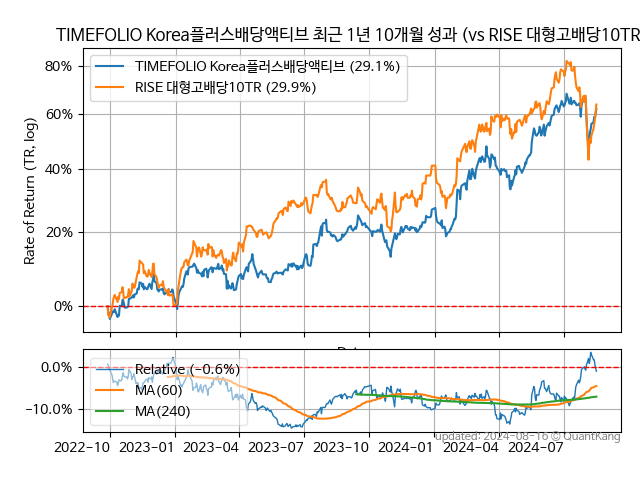 TIMEFOLIO Korea플러스배당액티브 최근 1년 10개월 성과 (vs RISE 대형고배당10TR
Rate of Return (TR, log)
80%
60%
40%
20%
0%
TIMEFOLIO Korea플러스배당액티브 (29.1%)
RISE 대형고배당10TR (29.9%)
0.0%
−10.0%
Relative (−0.6%)
MA(60)
MA(240)
2022−10 2023−01 2023−04 2023−07 2023−10 2024−01 2024−04 2024−07
updated: 2024-08-16 © QuantKang